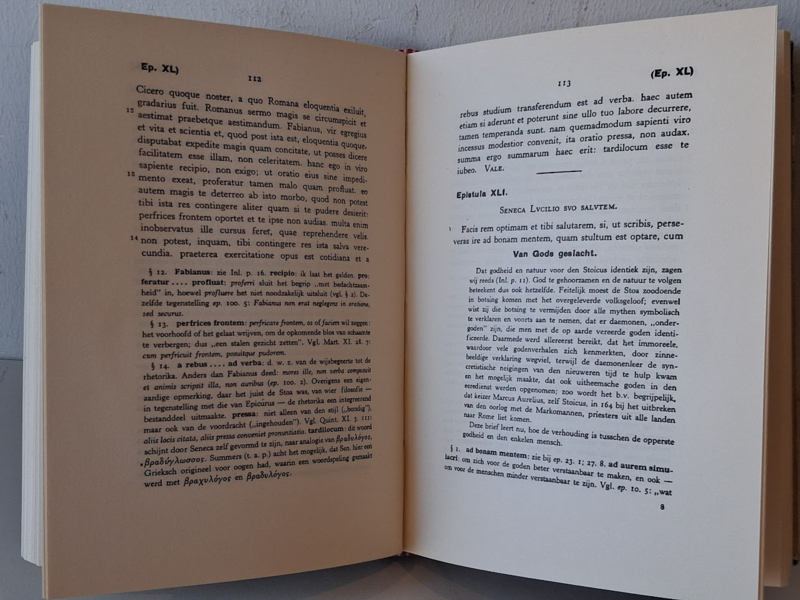 Ep. XL)
112
Cicero quoque noster, a quo Romana eloquentia exiluit,
gradarius fuit. Romanus sermo magis se circumspicit et
aestimat praebetque aestimandum. Fabianus, vir egregius
et vita et scientia et, quod post ista est, eloquentia quoque,
disputabat expedite magis quam concitate, ut posses dicere
facilitatem esse illam, non celeritatem. hanc ego in viro
sapiente recipio, non exigo; ut oratio eius sine impedi-
mento exeat, proferatur tamen malo quam profluat. eo
autem magis te deterreo ab isto morbo, quod non potest
tibi ista res contingere aliter quam si te pudere desierit:
perfrices frontem oportet et te ipse non audias. multa enim
inobservatus ille cursus feret, quae reprehendere velis.
14 non potest, inquam, tibi contingere res ista salva vere-
cundia. praeterea exercitatione opus est cotidiana et a
§ 12. Fabianus: zie Inl. p. 16. recipio: ik laat het gelden. pro-
feratur .... profluat: proferri sluit het begrip „met bedachtzaam-
heid” in, hoewel profluere het niet noodzakelijk uitsluit (vgl. § 2). De-
zelfde tegenstelling ep. 100. 5: Fabianus non erat neglegens in oratione,
sed securus.
§ 13. perfrices frontem: perfricare frontem, os of faciem wil zeggen:
het voorhoofd of het gelaat wrijven, om de opkomende blos van schaamte
te verbergen; dus „een stalen gezicht zetten”. Vgl. Mart. XI. 28. 7:
cum perfricuit frontem, posuitque pudorem.
§ 14. a rebus .... ad verba: d. w. z. van de wijsbegeerte tot de
rhetorika. Anders dan Fabianus deed: mores ille, non verba composuit
et animis scripsit illa, non auribus (ep. 100. 2). Overigens een eigen-
aardige opmerking, daar het juist de Stoa was, van wier filosofie —
in tegenstelling met die van Epicurus — de rhetorika een integreerend
bestanddeel uitmaakt. pressa: niet alleen van den stijl („bondig”).
maar ook van de voordracht („ingehouden”). Vgl. Quint. XI. 3. 111:
aliis locis citata, aliis pressa conveniet pronuntiatio. tardilocum: dit woord
schijnt door Seneca zelf gevormd te zijn, naar analogie van βραδυλόγος,
βραδύγλωσσος. Summers (t. a. p.) acht het mogelijk, dat Sen. hier een
Grieksch origineel voor oogen had, waarin een woordspeling gemaakt
werd met βραχυλόγος en βραδυλόγος.
113
(Ep. XL)
rebus studium transferendum est ad verba. haec autem
etiam si aderunt et poterunt sine ullo tuo labore decurrere,
tamen temperanda sunt. nam quemadmodum sapienti viro
incessus modestior convenit, ita oratio pressa, non audax.
summa ergo summarum haec erit: tardilocum esse te
iubeo. VALE.
Epistula XLI.
SENECA LVCILIO SVO SALVTEM.
1 Facis rem optimam et tibi salutarem, si, ut scribis, perse-
veras ire ad bonam mentem, quam stultum est optare, cum
Van Gods geslacht.
Dat godheid en natuur voor den Stoicus identiek zijn, zagen
wij reeds (Inl. p. 11). God te gehoorzamen en de natuur te volgen
beteekent dus ook hetzelfde. Feitelijk moest de Stoa zoodoende
in botsing komen met het overgeleverde volksgeloof; evenwel
wist zij die botsing te vermijden door alle mythen symbolisch
te verklaren en voorts aan te nemen, dat er daemonen, „onder-
goden” zijn, die men met de op aarde vereerde goden identi-
ficeerde. Daarmede werd allereerst bereikt, dat het immoreele,
waardoor vele godenverhalen zich kenmerkten, door zinne-
beeldige verklaring wegviel, terwijl de daemonenleer de syn-
cretistische neigingen van den nieuweren tijd te hulp kwam
en het mogelijk maakte, dat ook uitheemsche goden in den
eeredienst werden opgenomen; zoo wordt het b.v. begrijpelijk,
dat keizer Marcus Aurelius, zelf Stoicus, in 164 bij het uitbreken
van den oorlog met de Markomannen, priesters uit alle landen
naar Rome liet komen.
Deze brief leert nu, hoe de verhouding is tusschen de opperste
godheid en den enkelen mensch.
§ 1. ad bonam mentem: zie bij ep. 23. 1; 27. 8. ad aurem simu-
lacri: om zich voor de goden beter verstaanbaar te maken, en ook —
om voor de menschen minder verstaanbaar te zijn. Vgl. ep. 10. 5: „wat
8